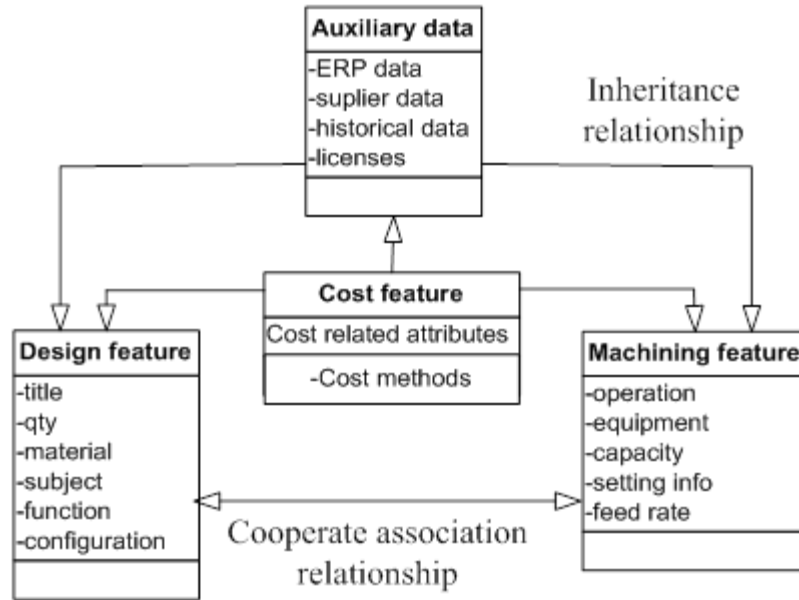 Auxiliary data
-ERP data
-suplier data
-historical data
-licenses
Inheritance
relationship
Cost feature
Cost related attributes
-Cost methods
Design feature
-title
-qty
-material
-subject
-function
-configuration
Machining feature
-operation
-equipment
-capacity
-setting info
-feed rate
Cooperate association
relationship